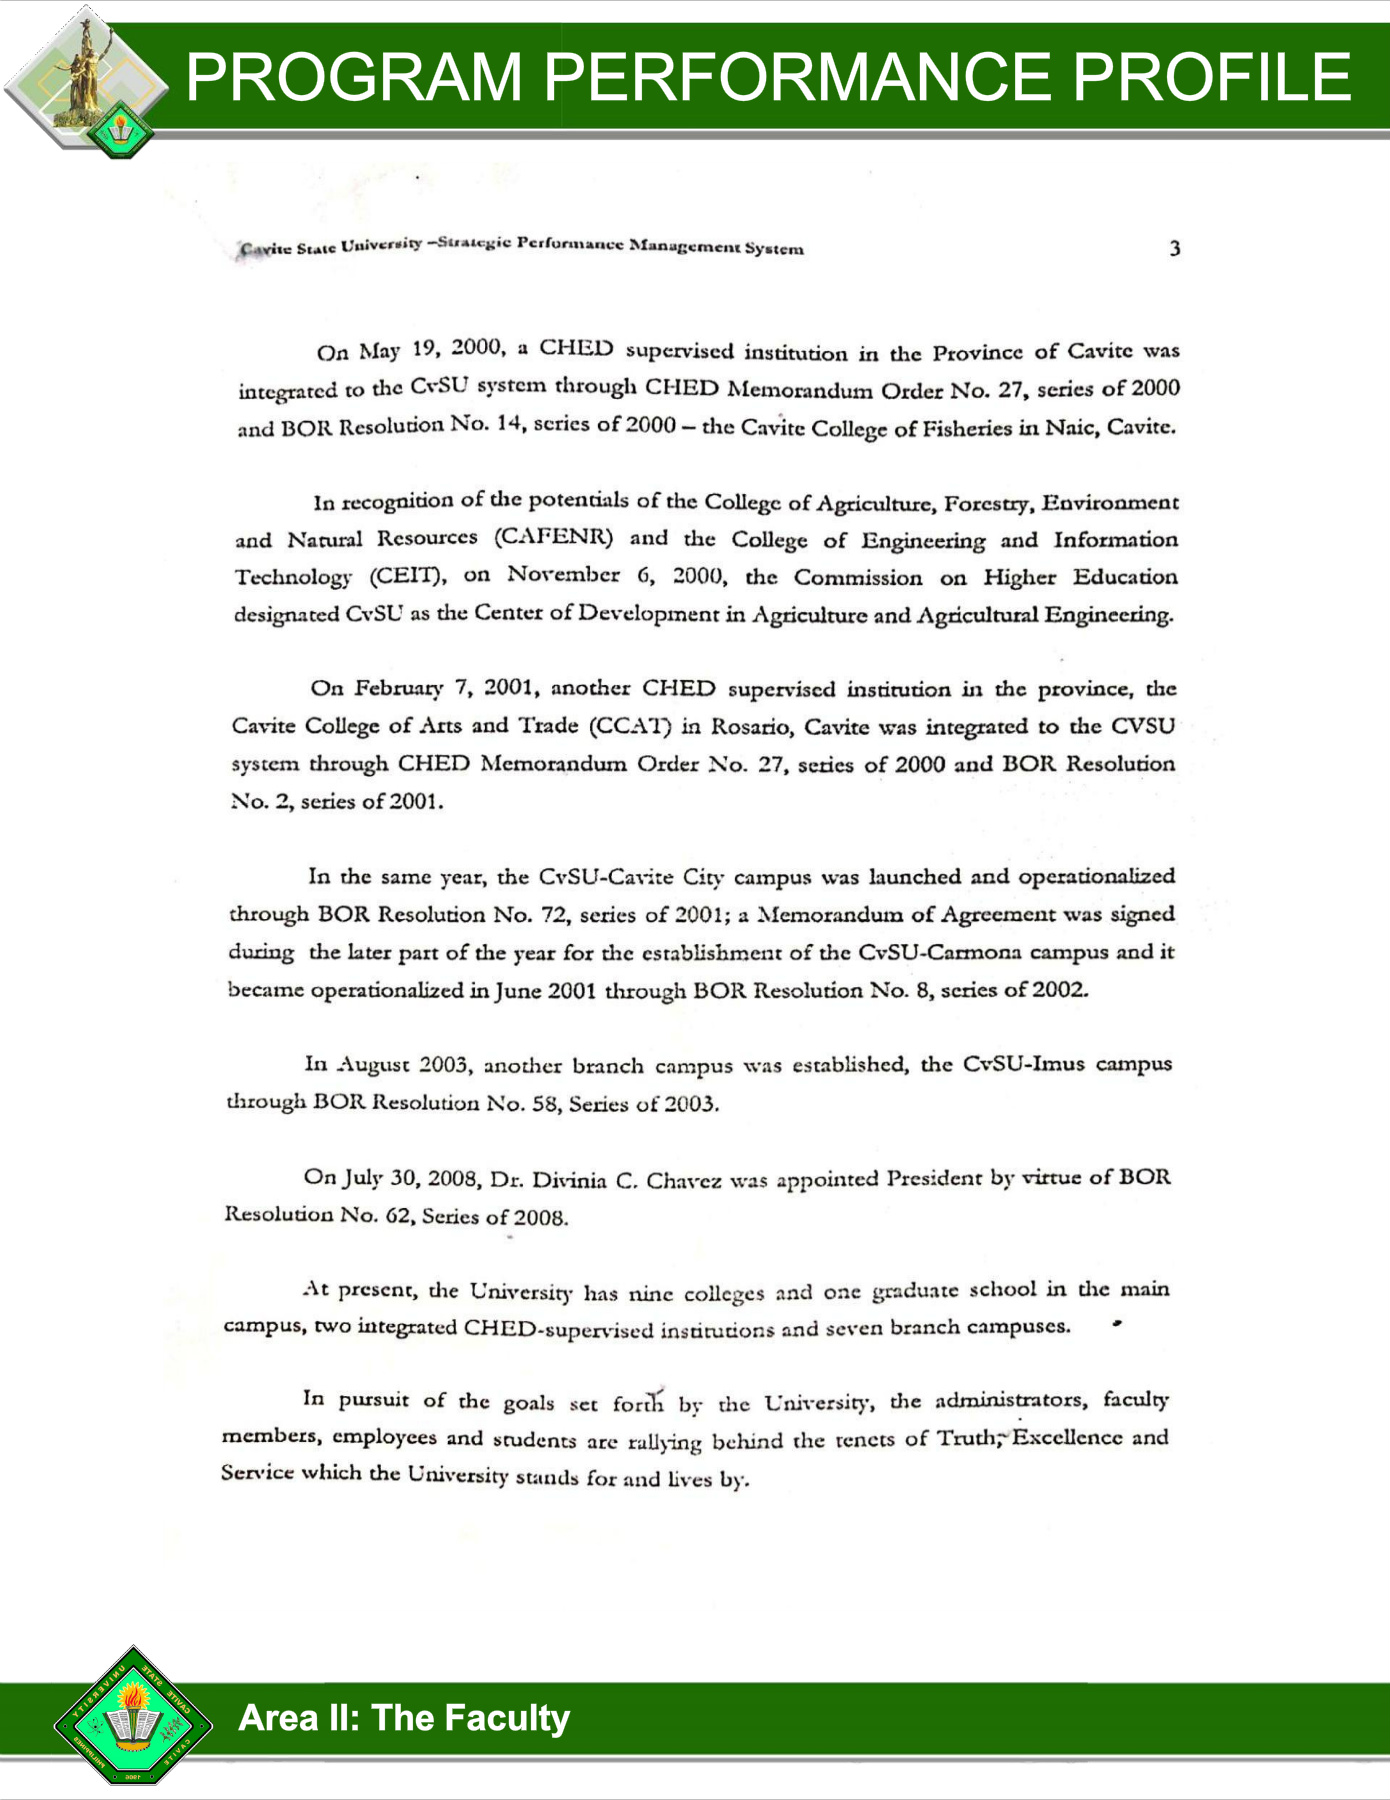 PROGRAM PERFORMANCE PROFILE
Cavite State University –Strategic Performance Management System 3
On May 19, 2000, a CHED supervised institution in the Province of Cavite was
integrated to the CvSU system through CHED Memorandum Order No. 27, series of 2000
and BOR Resolution No. 14, series of 2000 – the Cavite College of Fisheries in Naic, Cavite.
In recognition of the potentials of the College of Agriculture, Forestry, Environment
and Natural Resources (CAFENR) and the College of Engineering and Information
Technology (CEIT), on November 6, 2000, the Commission on Higher Education
designated CvSU as the Center of Development in Agriculture and Agricultural Engineering.
On February 7, 2001, another CHED supervised institution in the province, the
Cavite College of Arts and Trade (CCAT) in Rosario, Cavite was integrated to the CVSU
system through CHED Memorandum Order No. 27, series of 2000 and BOR Resolution
No. 2, series of 2001.
In the same year, the CvSU-Cavite City campus was launched and operationalized
through BOR Resolution No. 72, series of 2001; a Memorandum of Agreement was signed
during the later part of the year for the establishment of the CvSU-Carmona campus and it
became operationalized in June 2001 through BOR Resolution No. 8, series of 2002.
In August 2003, another branch campus was established, the CvSU-Imus campus
through BOR Resolution No. 58, Series of 2003.
On July 30, 2008, Dr. Divinia C. Chavez was appointed President by virtue of BOR
Resolution No. 62, Series of 2008.
At present, the University has nine colleges and one graduate school in the main
campus, two integrated CHED-supervised institutions and seven branch campuses.
In pursuit of the goals set forth by the University, the administrators, faculty
members, employees and students are rallying behind the tenets of Truth, Excellence and
Service which the University stands for and lives by.
CAVITE STATE UNIVERSITY
CAVITE PHILIPPINES
1906
Area II: The Faculty